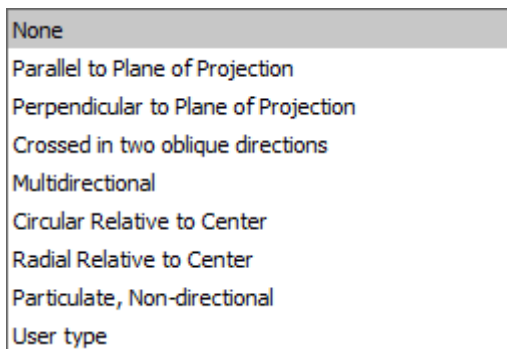 None
Parallel to Plane of Projection
Perpendicular to Plane of Projection
Crossed in two oblique directions
Multidirectional
Circular Relative to Center
Radial Relative to Center
Particulate, Non-directional
User type